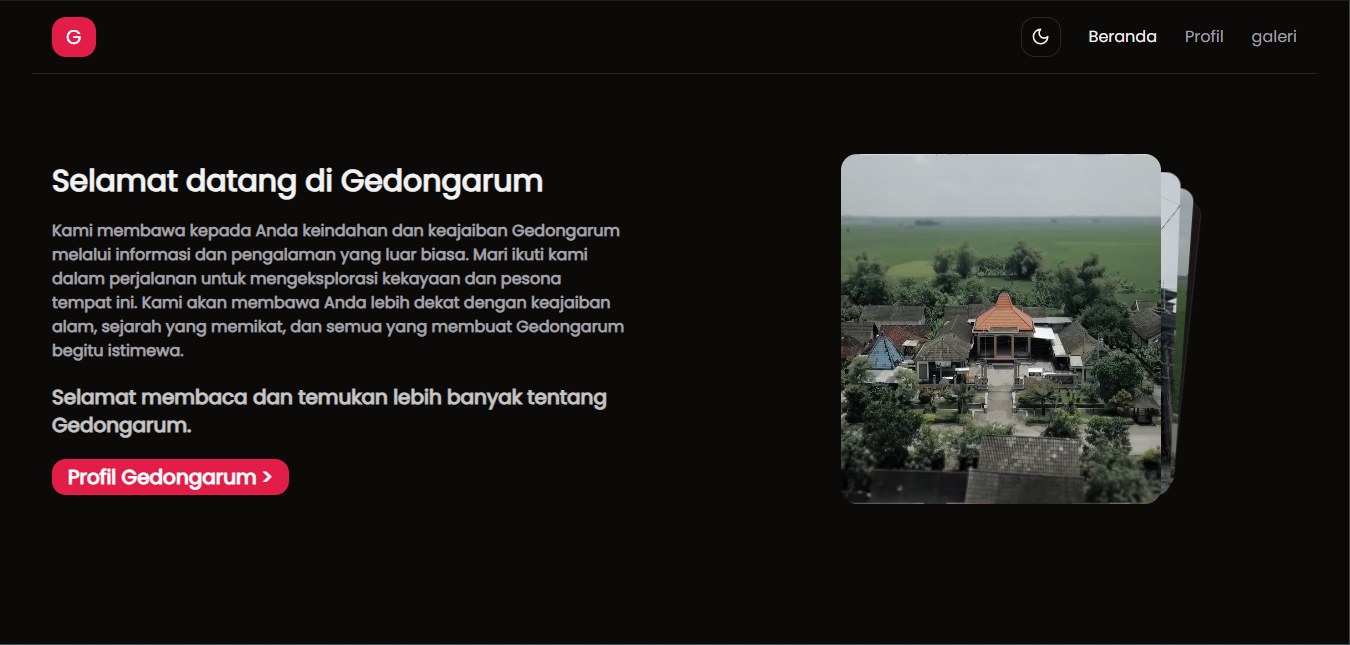 G
Beranda
Profil
galeri
Selamat datang di Gedongarum
Kami membawa kepada Anda keindahan dan keajaiban Gedongarum
melalui informasi dan pengalaman yang luar biasa. Mari ikuti kami
dalam perjalanan untuk mengeksplorasi kekayaan dan pesona
tempat ini. Kami akan membawa Anda lebih dekat dengan keajaiban
alam, sejarah yang memikat, dan semua yang membuat Gedongarum
begitu istimewa.
Selamat membaca dan temukan lebih banyak tentang
Gedongarum.
Profil Gedongarum >